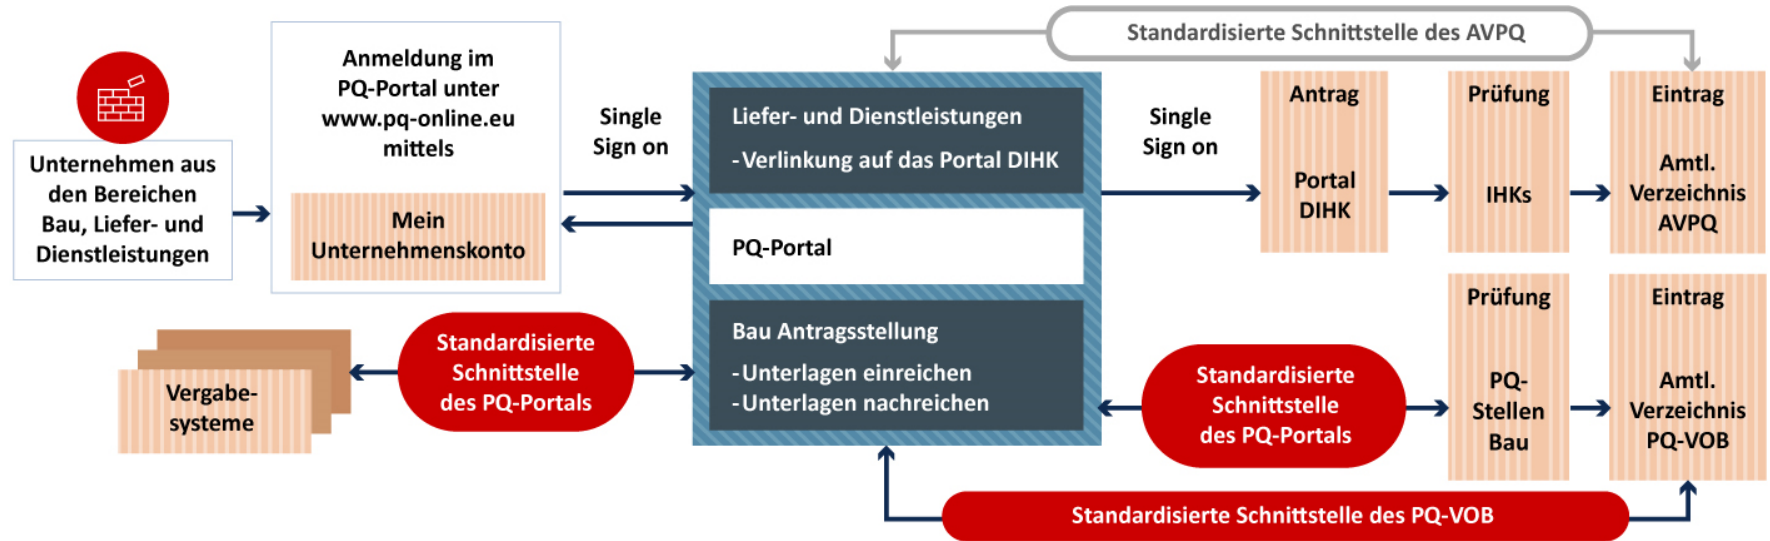 Standardisierte Schnittstelle des AVPQ
Unternehmen aus
den Bereichen
Bau, Liefer- und
Dienstleistungen
Anmeldung im
PQ-Portal unter
www.pq-online.eu
mittels
Mein
Unternehmenskonto
Single
Sign on
Liefer- und Dienstleistungen
-Verlinkung auf das Portal DIHK
PQ-Portal
Bau Antragsstellung
-Unterlagen einreichen
-Unterlagen nachreichen
Single
Sign on
Antrag
Portal
DIHK
Prüfung
IHKs
Eintrag
Amtl.
Verzeichnis
AVPQ
Vergabe-
systeme
Standardisierte
Schnittstelle
des PQ-Portals
Standardisierte
Schnittstelle
des PQ-Portals
Prüfung
PQ-
Stellen
Bau
Eintrag
Amtl.
Verzeichnis
PQ-VOB
Standardisierte Schnittstelle des PQ-VOB